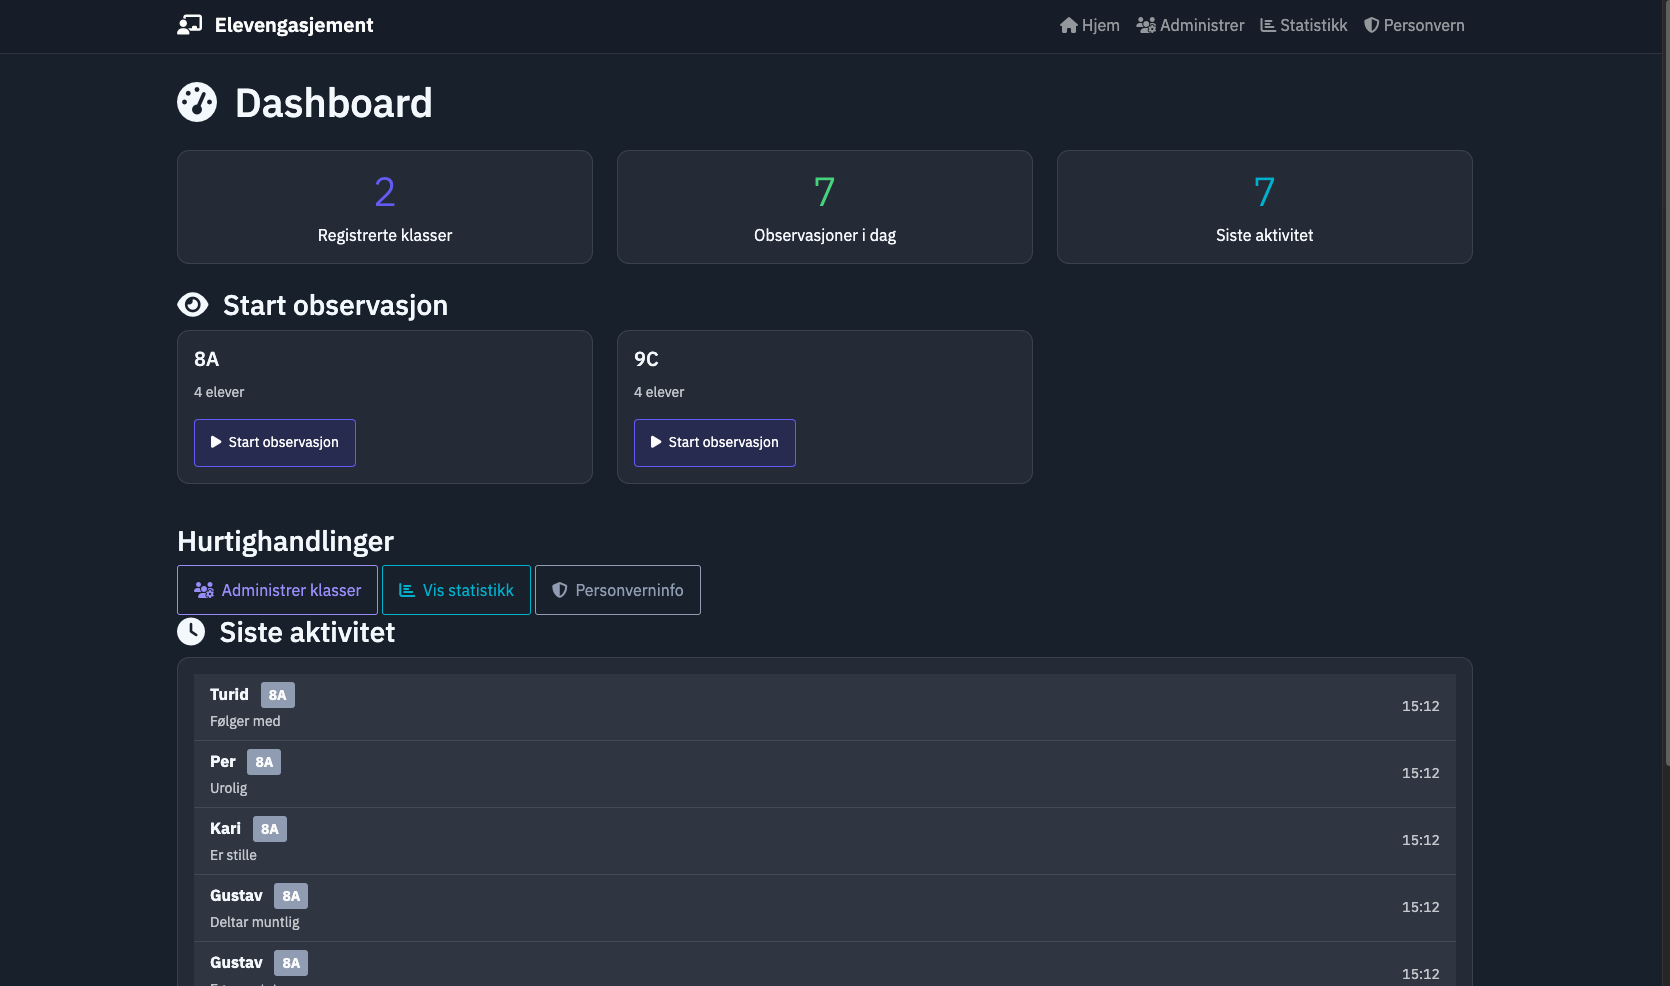 Elevengasjement
Hjem Administrer Statistikk Personvern
Dashboard
2
Registrerte klasser
7
Observasjoner i dag
7
Siste aktivitet
Start observasjon
8A
4 elever
Start observasjon
9C
4 elever
Start observasjon
Hurtighandlinger
Administrer klasser Vis statistikk Personverninfo
Siste aktivitet
Turid 8A
Følger med
15:12
Per 8A
Urolig
15:12
Kari 8A
Er stille
15:12
Gustav 8A
Deltar muntlig
15:12
Gustav 8A
15:12